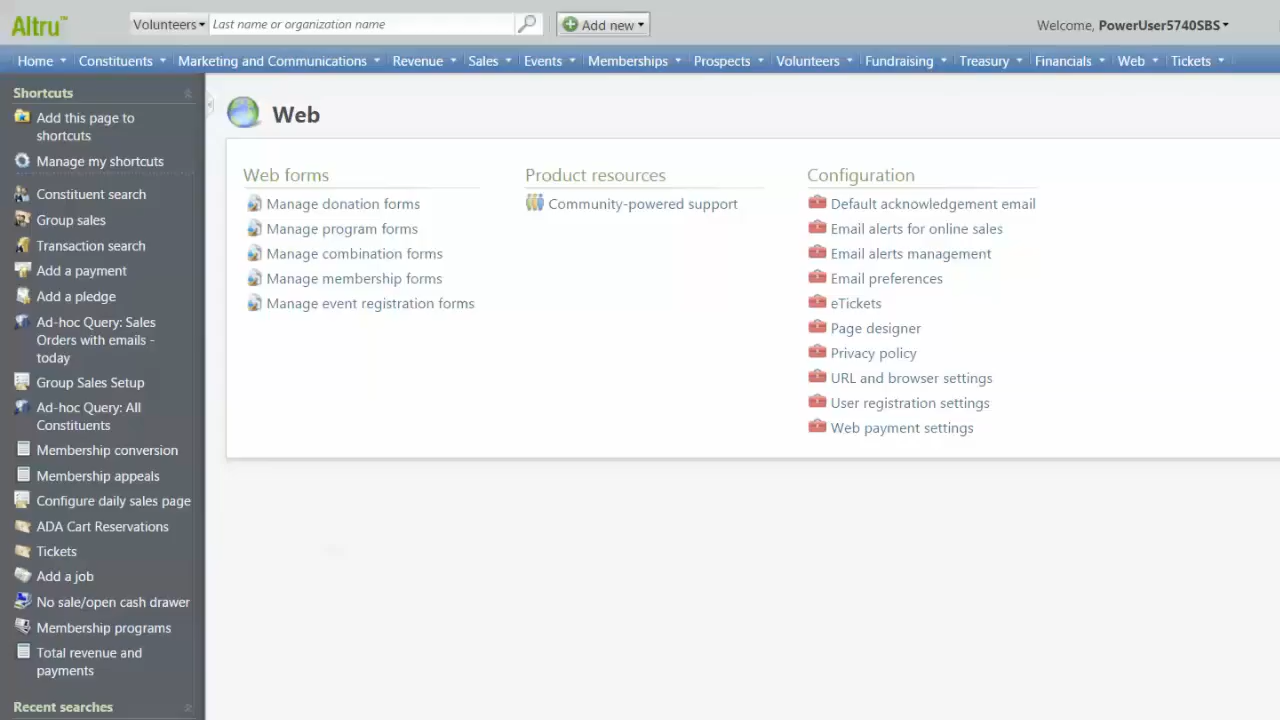 Altru™
Volunteers
Last name or organization name
Add new
Welcome, PowerUser5740SBS
Home
Constituents
Marketing and Communications
Revenue
Sales
Events
Memberships
Prospects
Volunteers
Fundraising
Treasury
Financials
Web
Tickets
Shortcuts
Add this page to
shortcuts
Manage my shortcuts
Constituent search
Group sales
Transaction search
Add a payment
Add a pledge
Ad-hoc Query: Sales
Orders with emails -
today
Group Sales Setup
Ad-hoc Query: All
Constituents
Membership conversion
Membership appeals
Configure daily sales page
ADA Cart Reservations
Tickets
Add a job
No sale/open cash drawer
Membership programs
Total revenue and
payments
Recent searches
Web
Web forms
Manage donation forms
Manage program forms
Manage combination forms
Manage membership forms
Manage event registration forms
Product resources
Community-powered support
Configuration
Default acknowledgement email
Email alerts for online sales
Email alerts management
Email preferences
eTickets
Page designer
Privacy policy
URL and browser settings
User registration settings
Web payment settings